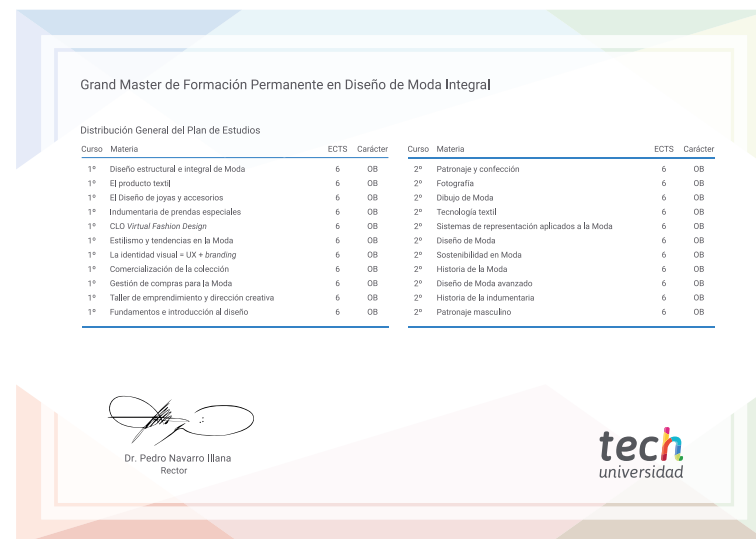 Grand Master de Formación Permanente en Diseño de Moda Integral
Distribución General del Plan de Estudios
Curso Materia ECTS Carácter
1º Diseño estructural e integral de Moda 6 OB
1º El producto textil 6 OB
1º El Diseño de joyas y accesorios 6 OB
1º Indumentaria de prendas especiales 6 OB
1º CLO Virtual Fashion Design 6 OB
1º Estilismo y tendencias en la Moda 6 OB
1º La identidad visual = UX + branding 6 OB
1º Comercialización de la colección 6 OB
1º Gestión de compras para la Moda 6 OB
1º Taller de emprendimiento y dirección creativa 6 OB
1º Fundamentos e introducción al diseño 6 OB
Curso Materia ECTS Carácter
2º Patronaje y confección 6 OB
2º Fotografía 6 OB
2º Dibujo de Moda 6 OB
2º Tecnología textil 6 OB
2º Sistemas de representación aplicados a la Moda 6 OB
2º Diseño de Moda 6 OB
2º Sostenibilidad en Moda 6 OB
2º Historia de la Moda 6 OB
2º Diseño de Moda avanzado 6 OB
2º Historia de la indumentaria 6 OB
2º Patronaje masculino 6 OB
Dr. Pedro Navarro Illana
Rector
tech
universidad